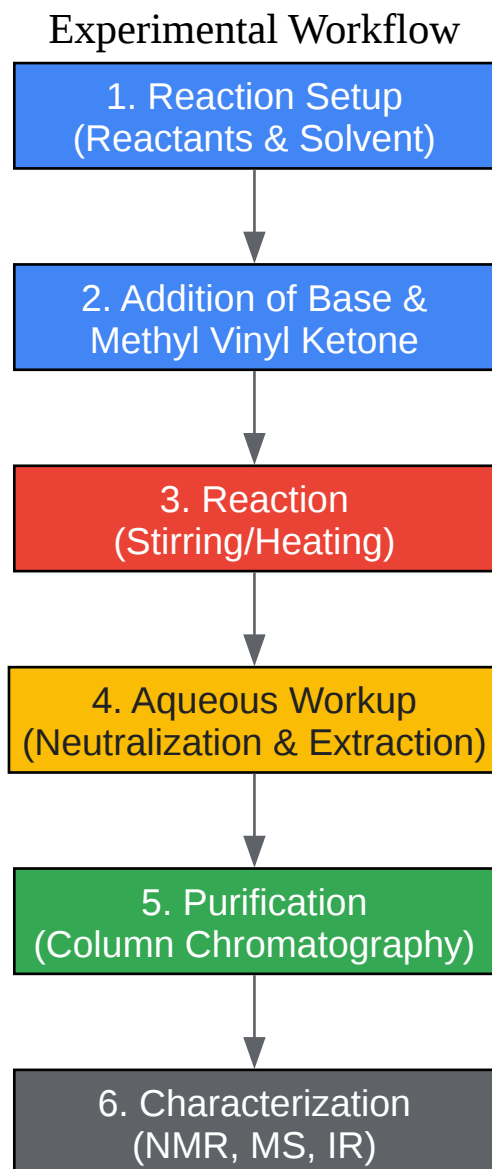 Experimental Workflow
1. Reaction Setup
(Reactants & Solvent)
2. Addition of Base &
Methyl Vinyl Ketone
3. Reaction
(Stirring/Heating)
4. Aqueous Workup
(Neutralization & Extraction)
5. Purification
(Column Chromatography)
6. Characterization
(NMR, MS, IR)